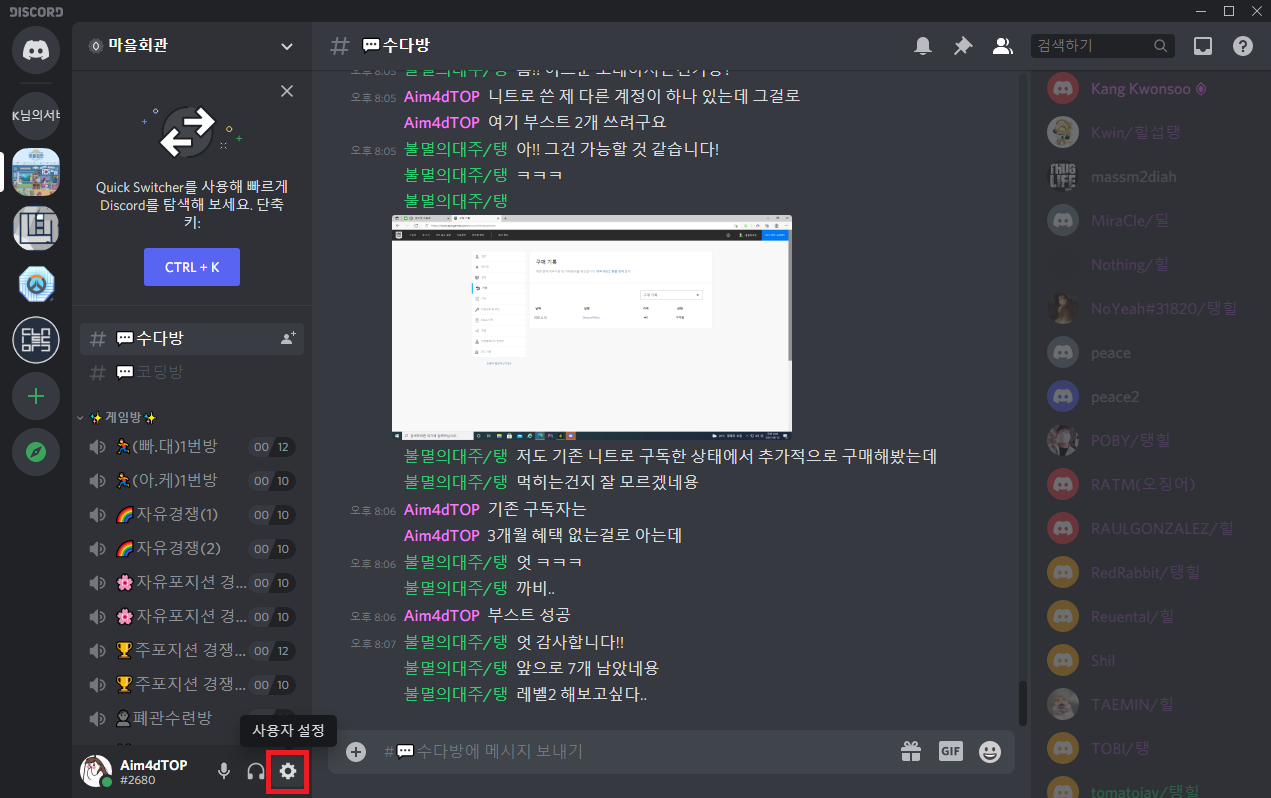 DISCORD
마을회관
수다방
검색하기
K님의서버
Quick Switcher를 사용해 빠르게
Discord를 탐색해 보세요. 단축
키:
CTRL + K
# 수다방
# 코딩방
게임방
(빠.대)1번방 00 12
(아.케)1번방 00 10
자유경쟁(1) 00 10
자유경쟁(2) 00 10
자유포지션 경... 00 10
자유포지션 경... 00 10
주포지션 경쟁... 00 12
주포지션 경쟁... 00 10
폐관수련방
사용자 설정
Aim4dTOP
#2680
오후 8:05 Aim4dTOP 니트로 쓴 제 다른 계정이 하나 있는데 그걸로
Aim4dTOP 여기 부스트 2개 쓰려구요
오후 8:05 불멸의대주/탱 아!! 그건 가능할 것 같습니다!
불멸의대주/탱 ㅋㅋㅋ
불멸의대주/탱
구매 기록
불멸의대주/탱 저도 기존 니트로 구독한 상태에서 추가적으로 구매해봤는데
불멸의대주/탱 먹히는건지 잘 모르겠네용
오후 8:06 Aim4dTOP 기존 구독자는
Aim4dTOP 3개월 혜택 없는걸로 아는데
오후 8:06 불멸의대주/탱 엇 ㅋㅋㅋ
불멸의대주/탱 까비..
오후 8:06 Aim4dTOP 부스트 성공
오후 8:07 불멸의대주/탱 엇 감사합니다!!
불멸의대주/탱 앞으로 7개 남았네용
불멸의대주/탱 레벨2 해보고싶다..
#수다방에 메시지 보내기
GIF
Kang Kwonsoo
Kwin/힐섭탱
THUG LIFE
massm2diah
MiraCle/딜
Nothing/힐
NoYeah#31820/탱힐
peace
peace2
POBY/탱힐
RATM(오징어)
RAULGONZALEZ/힐
RedRabbit/탱힐
Reuental/힐
Shil
TAEMIN/힐
TOBI/탱
tomatojay/탱힐